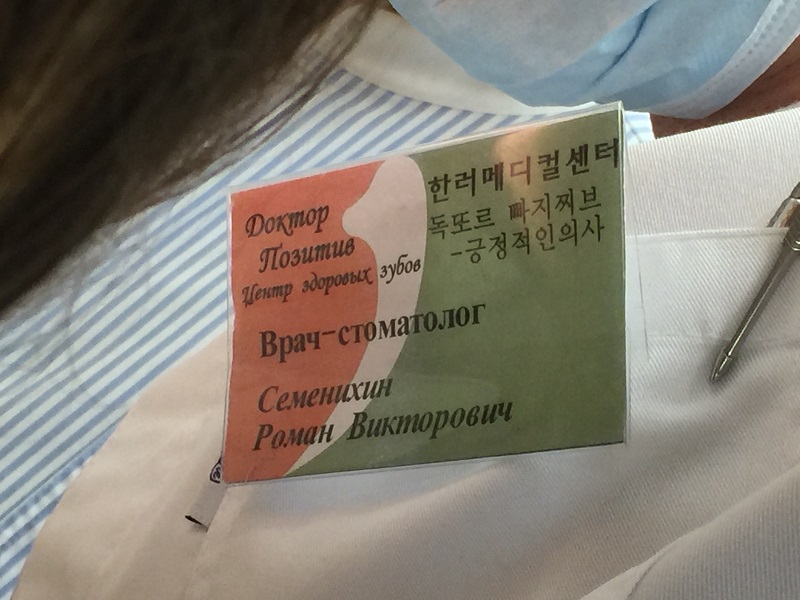 Доктор
Позитив
Центр здоровых зубов
한러메디컬센터
독또르 빠지찌브
-긍정적인의사
Врач-стоматолог
Семенихин
Роман Викторович